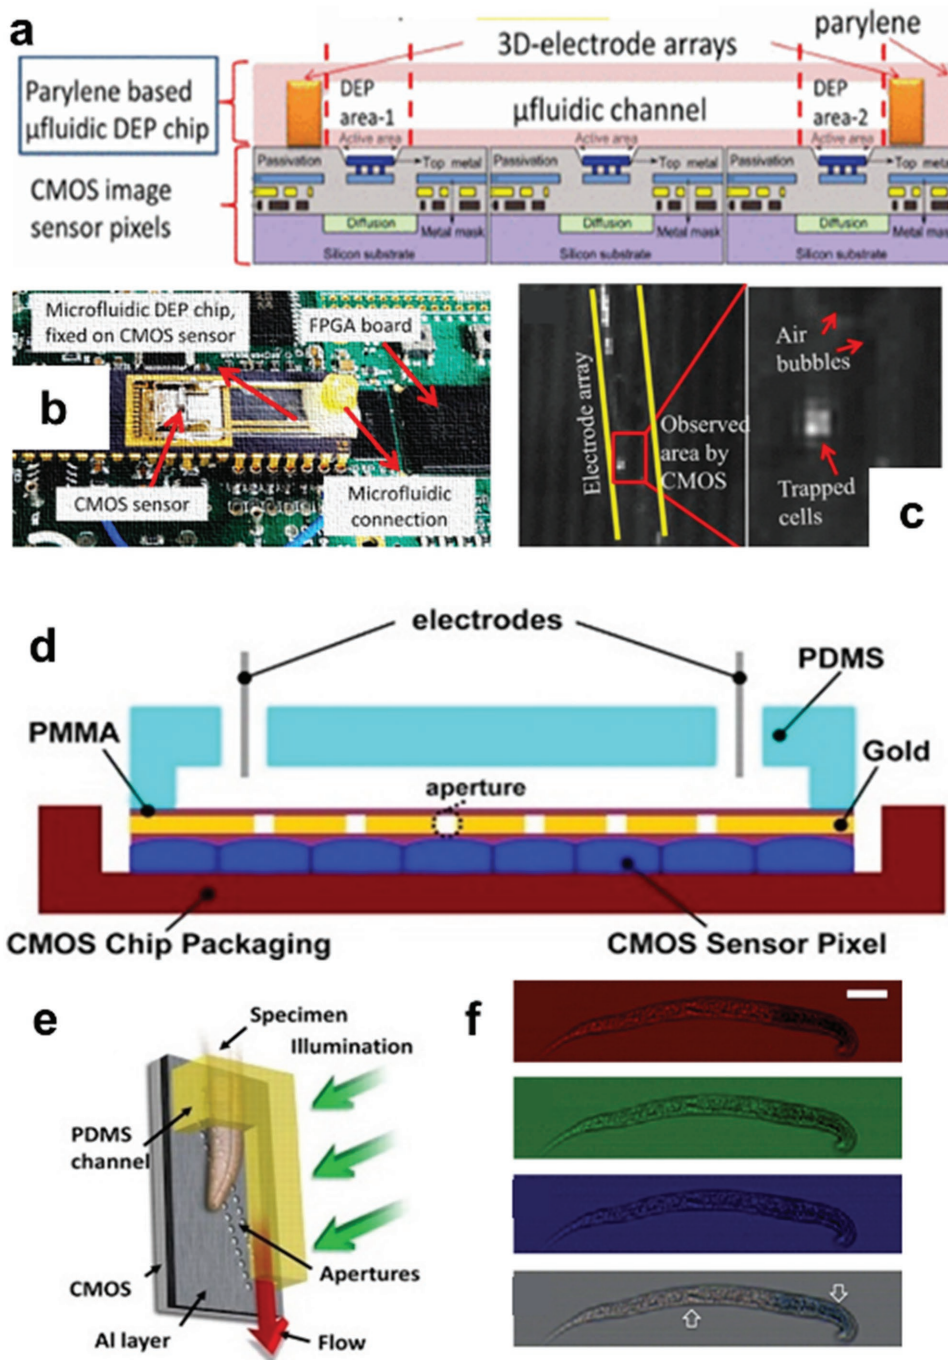 a
3D-electrode arrays
parylene
Parylene based
μfluidic DEP chip
DEP
area-1
μfluidic channel
DEP
area-2
Active area
Active area
Active area
Passivation
Top metal
Passivation
Top metal
Passivation
Top metal
CMOS image
sensor pixels
Diffusion
Metal mask
Diffusion
Metal mask
Diffusion
Metal mask
Silicon substrate
Silicon substrate
Silicon substrate
b
Microfluidic DEP chip,
fixed on CMOS sensor
FPGA board
CMOS sensor
Microfluidic
connection
Electrode array
Observed
area by
CMOS
Air
bubbles
Trapped
cells
c
d
electrodes
PDMS
PMMA
Gold
aperture
CMOS Chip Packaging
CMOS Sensor Pixel
e
Specimen
Illumination
PDMS
channel
CMOS
Apertures
Al layer
Flow
f